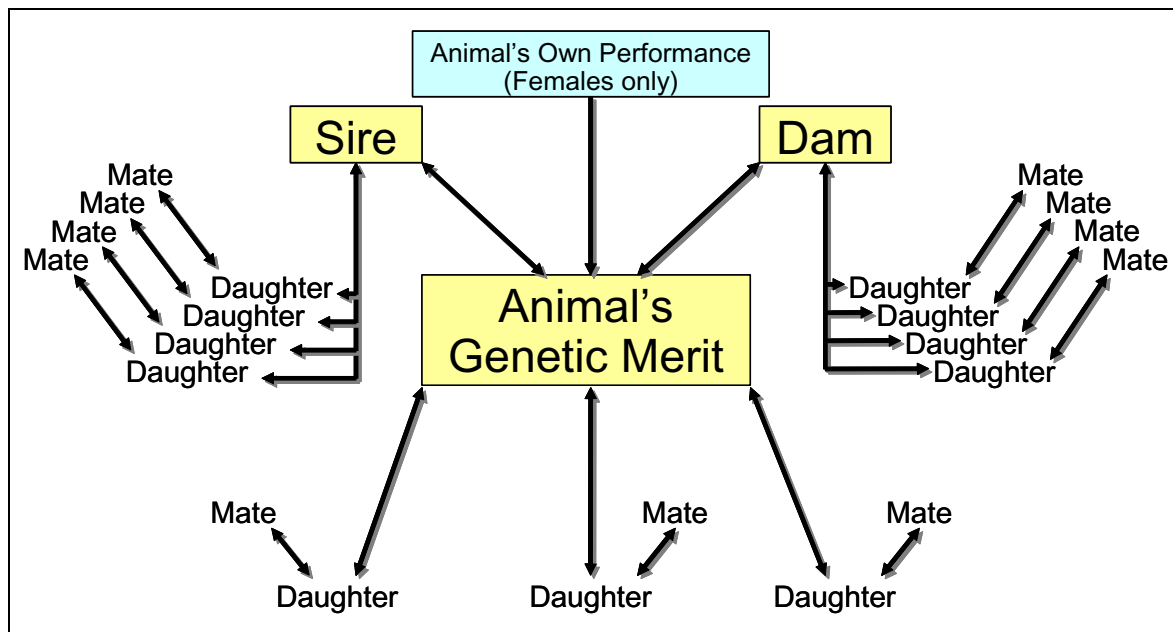 Animal’s Own Performance
(Females only)
Sire
Dam
Mate
Mate
Mate
Mate
Daughter
Daughter
Daughter
Daughter
Mate
Mate
Mate
Mate
Daughter
Daughter
Daughter
Daughter
Animal’s
Genetic Merit
Mate
Mate
Mate
Daughter
Daughter
Daughter